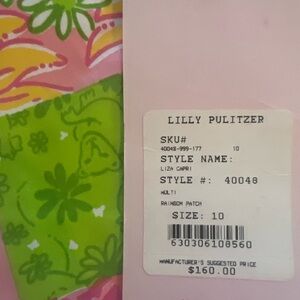 LILLY PULITZER
SKU#
40048-999-177 10
STYLE NAME:
LIZA CAPRI
STYLE #: 40048
MULTI
RAINBOW PATCH
SIZE: 10
630306108560
MANUFACTURER'S SUGGESTED PRICE
$160.00